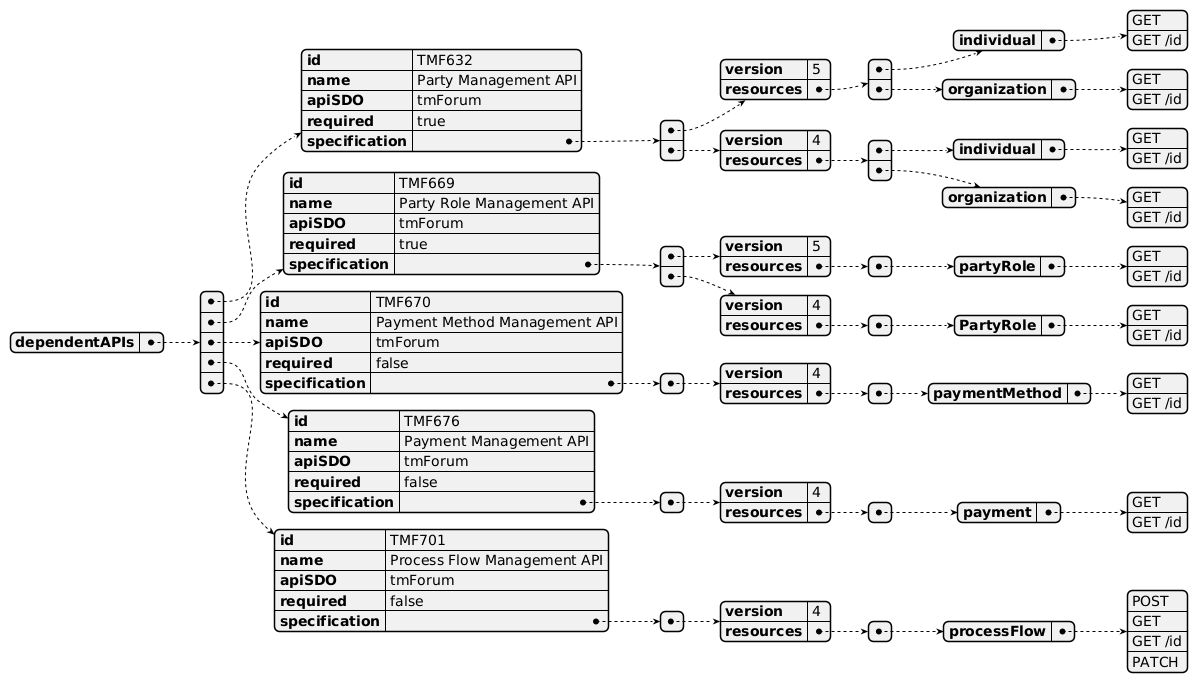 dependentAPIs
id TMF632
name Party Management API
apiSDO tmForum
required true
specification
version 5
resources
individual
GET
GET /id
organization
GET
GET /id
version 4
resources
individual
GET
GET /id
organization
GET
GET /id
id TMF669
name Party Role Management API
apiSDO tmForum
required true
specification
version 5
resources
partyRole
GET
GET /id
version 4
resources
PartyRole
GET
GET /id
id TMF670
name Payment Method Management API
apiSDO tmForum
required false
specification
version 4
resources
paymentMethod
GET
GET /id
id TMF676
name Payment Management API
apiSDO tmForum
required false
specification
version 4
resources
payment
GET
GET /id
id TMF701
name Process Flow Management API
apiSDO tmForum
required false
specification
version 4
resources
processFlow
POST
GET
GET /id
PATCH